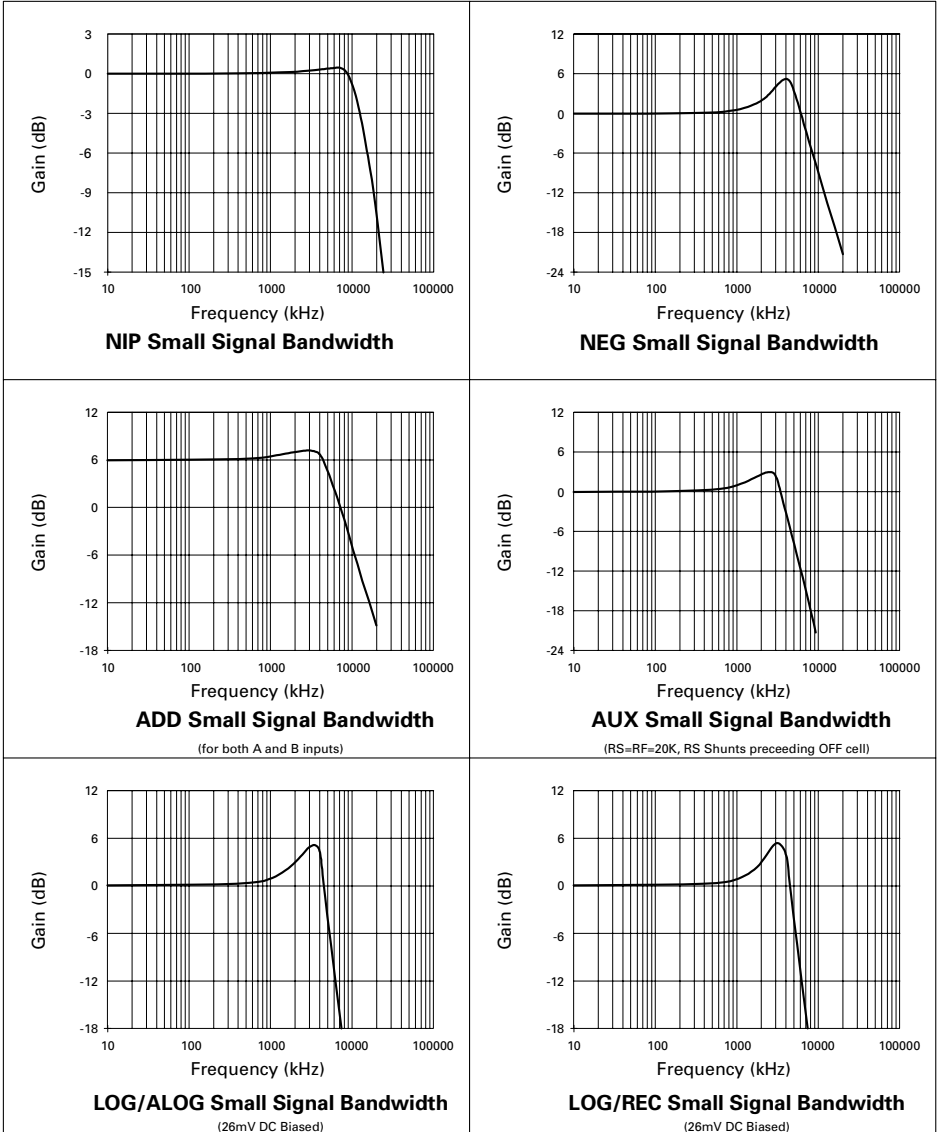 3
0
-3
-6
-9
-12
-15
Gain (dB)
10 100 1000 10000 100000
Frequency (kHz)
NIP Small Signal Bandwidth
12
6
0
-6
-12
-18
-24
Gain (dB)
10 100 1000 10000 100000
Frequency (kHz)
NEG Small Signal Bandwidth
12
6
0
-6
-12
-18
Gain (dB)
10 100 1000 10000 100000
Frequency (kHz)
ADD Small Signal Bandwidth
(for both A and B inputs)
12
6
0
-6
-12
-18
-24
Gain (dB)
10 100 1000 10000 100000
Frequency (kHz)
AUX Small Signal Bandwidth
(RS=RF=20K, RS Shunts preceeding OFF cell)
12
6
0
-6
-12
-18
Gain (dB)
10 100 1000 10000 100000
Frequency (kHz)
LOG/ALOG Small Signal Bandwidth
(26mV DC Biased)
12
6
0
-6
-12
-18
Gain (dB)
10 100 1000 10000 100000
Frequency (kHz)
LOG/REC Small Signal Bandwidth
(26mV DC Biased)